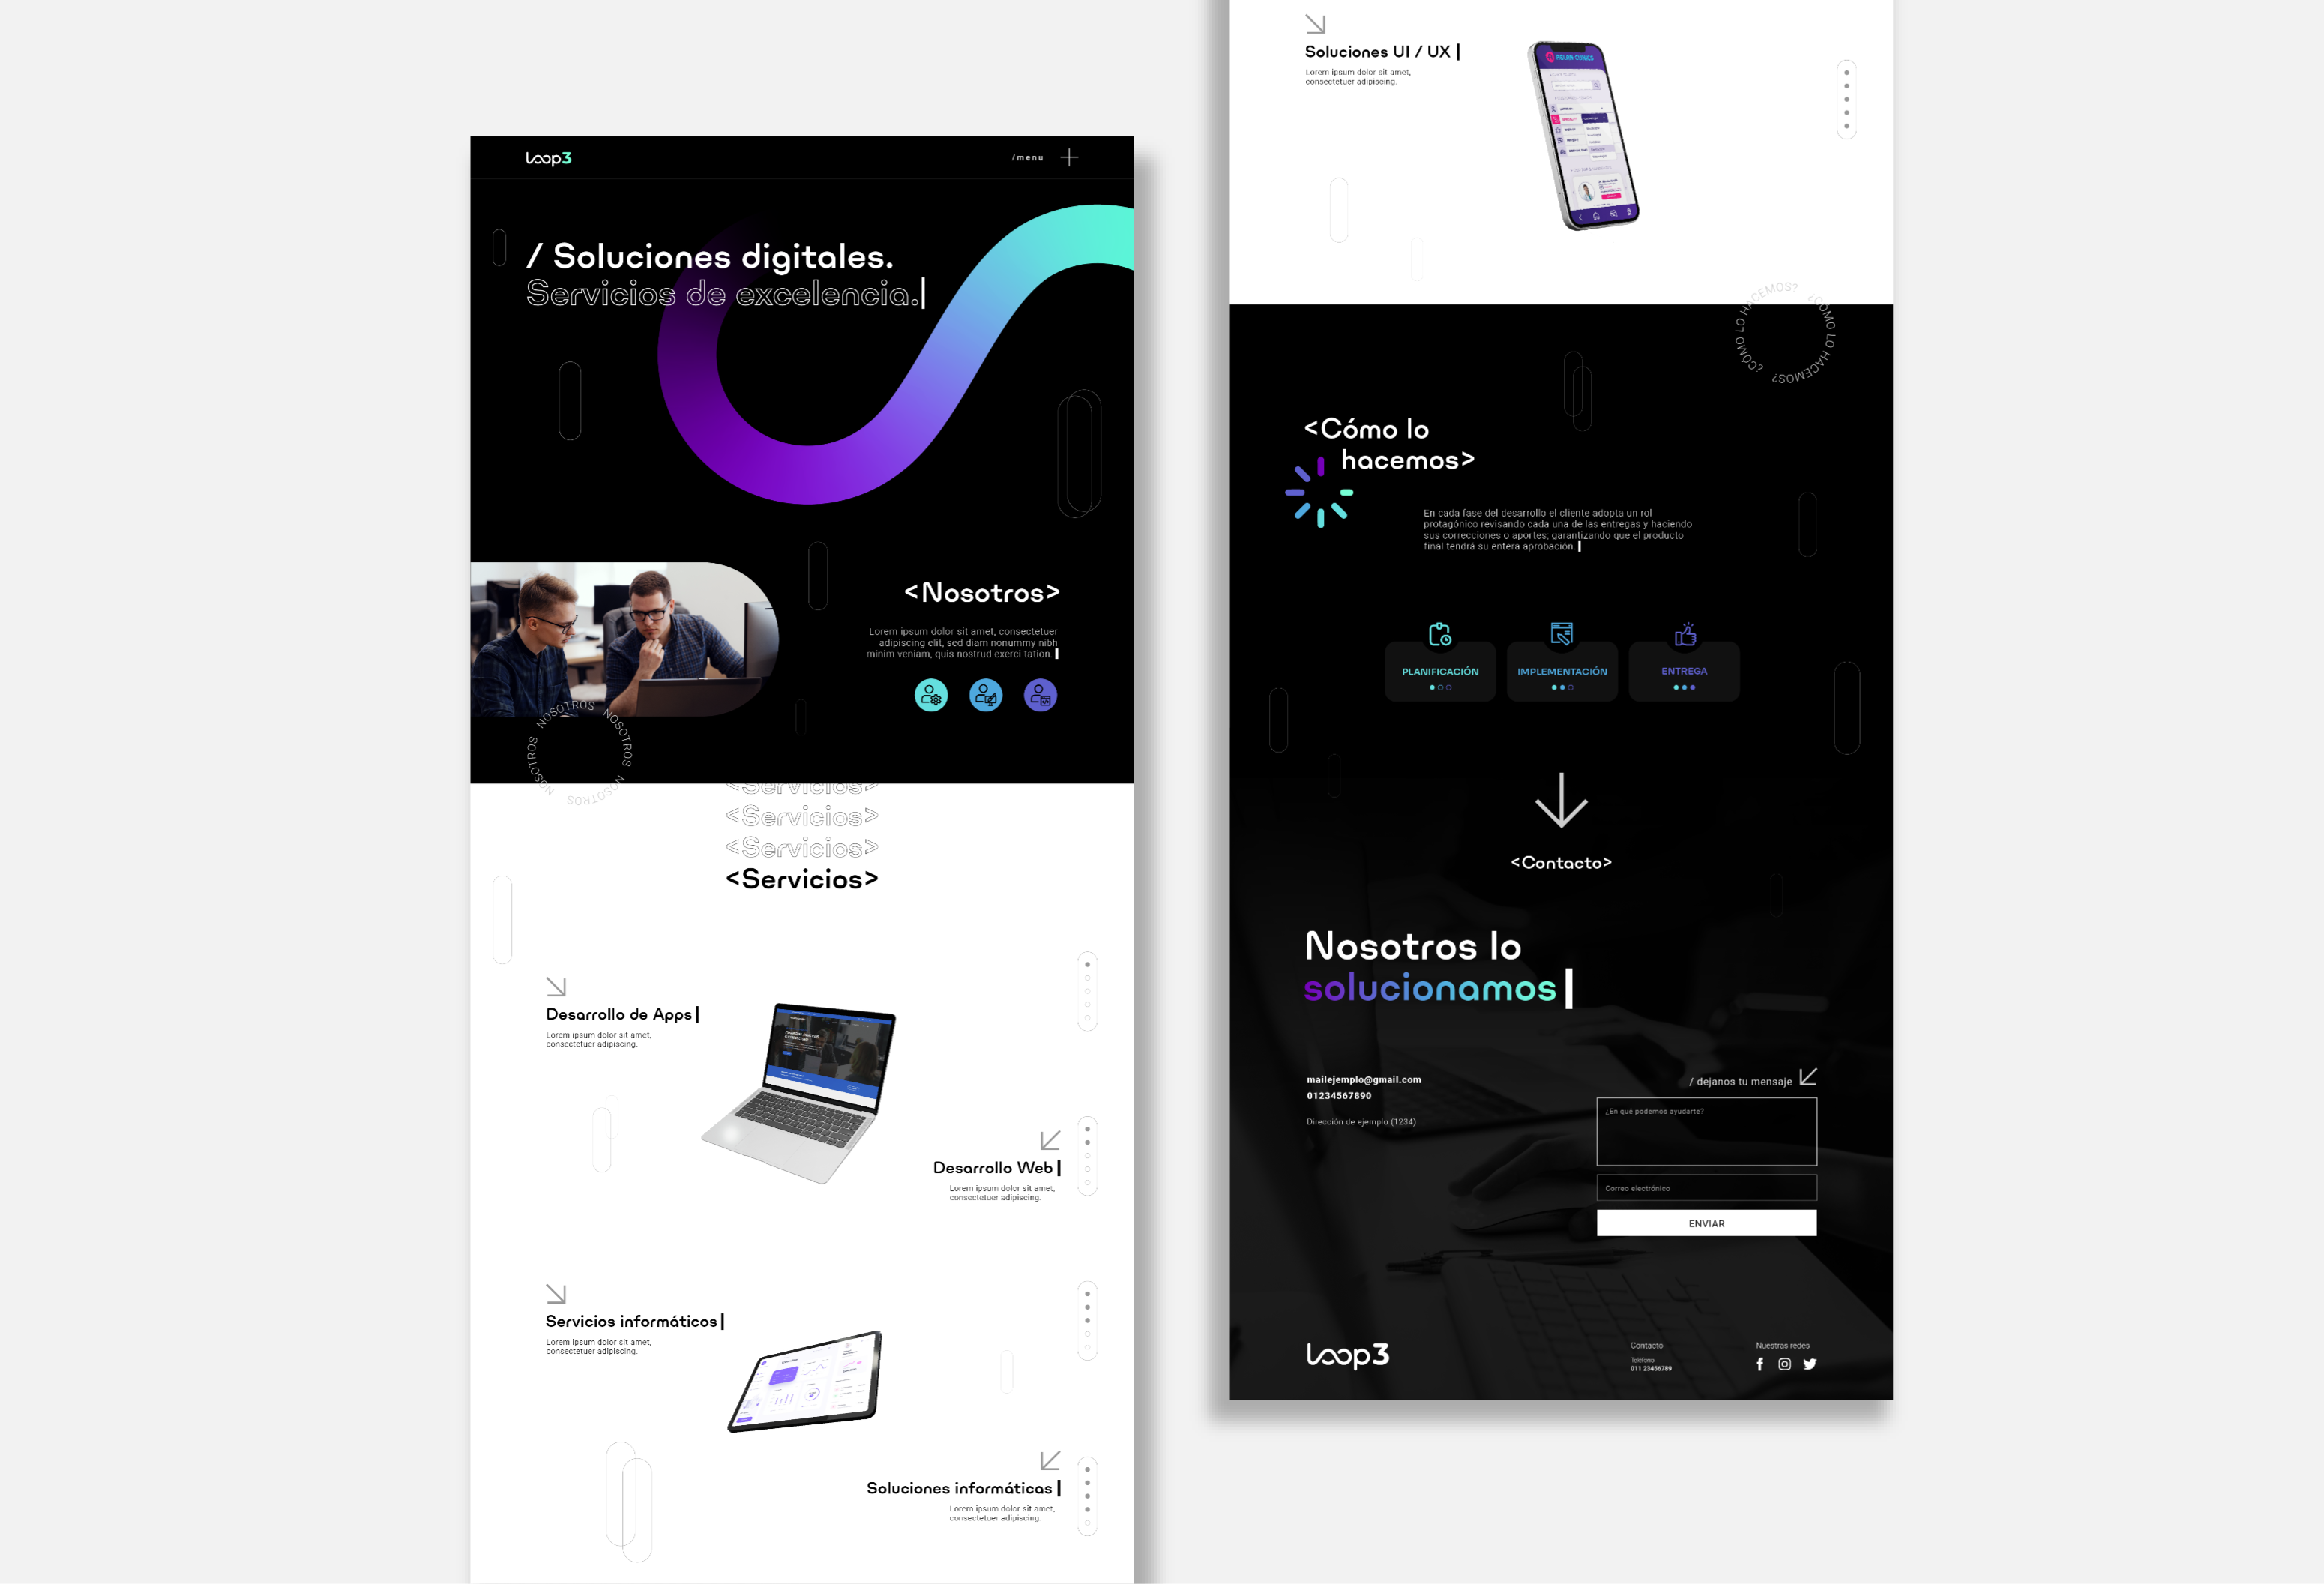 Loop3
/menu
/ Soluciones digitales.
Servicios de excelencia.
<Nosotros>
Lorem ipsum dolor sit amet, consectetuer
adipiscing elit, sed diam nonummy nibh
minim veniam, quis nostrud exerci tation.
NOSOTROS NOSOTROS NOSOTROS NOSOTROS
<Servicios>
<Servicios>
<Servicios>
<Servicios>
Desarrollo de Apps
Lorem ipsum dolor sit amet,
consectetuer adipiscing.
Desarrollo Web
Lorem ipsum dolor sit amet,
consectetuer adipiscing.
Servicios informáticos
Lorem ipsum dolor sit amet,
consectetuer adipiscing.
Soluciones informáticas
Lorem ipsum dolor sit amet,
consectetuer adipiscing.
Soluciones UI / UX
Lorem ipsum dolor sit amet,
consectetuer adipiscing.
¿CÓMO LO HACEMOS? ¿CÓMO LO HACEMOS?
<Cómo lo
hacemos>
En cada fase del desarrollo el cliente adopta un rol
protagónico revisando cada una de las entregas y haciendo
sus correcciones o aportes; garantizando que el producto
final tendrá su entera aprobación.
PLANIFICACIÓN
IMPLEMENTACIÓN
ENTREGA
<Contacto>
Nosotros lo
solucionamos
mailejemplo@gmail.com
01234567890
Dirección de ejemplo (1234)
/ dejanos tu mensaje
¿En qué podemos ayudarte?
Correo electrónico
ENVIAR
Loop3
Contacto
Teléfono
011 23456789
Nuestras redes